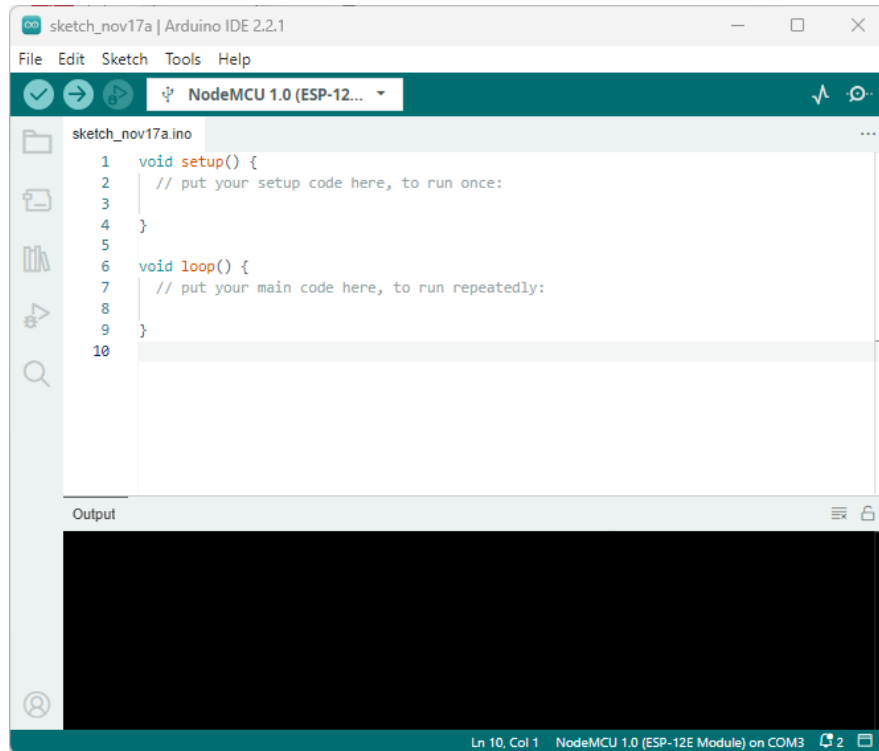 sketch_nov17a | Arduino IDE 2.2.1
File Edit Sketch Tools Help
NodeMCU 1.0 (ESP-12...
sketch_nov17a.ino
1 void setup() {
2 // put your setup code here, to run once:
3
4 }
5
6 void loop() {
7 // put your main code here, to run repeatedly:
8
9 }
10
Output
Ln 10, Col 1 NodeMCU 1.0 (ESP-12E Module) on COM3 2